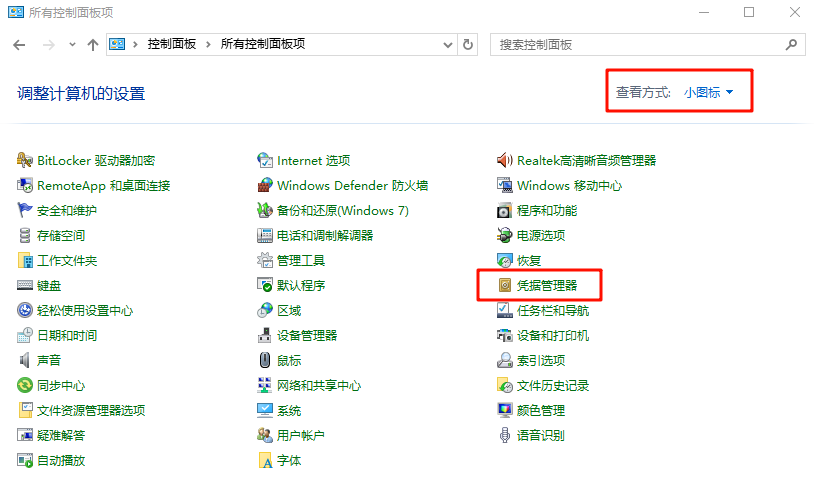 所有控制面板项
控制面板 所有控制面板项
搜索控制面板
调整计算机的设置
查看方式: 小图标
BitLocker 驱动器加密
Internet 选项
Realtek高清晰音频管理器
RemoteApp 和桌面连接
Windows Defender 防火墙
Windows 移动中心
安全和维护
备份和还原(Windows 7)
程序和功能
存储空间
电话和调制解调器
电源选项
工作文件夹
管理工具
恢复
键盘
默认程序
凭据管理器
轻松使用设置中心
区域
任务栏和导航
日期和时间
设备管理器
设备和打印机
声音
鼠标
索引选项
同步中心
网络和共享中心
文件历史记录
文件资源管理器选项
系统
颜色管理
疑难解答
用户帐户
语音识别
自动播放
字体